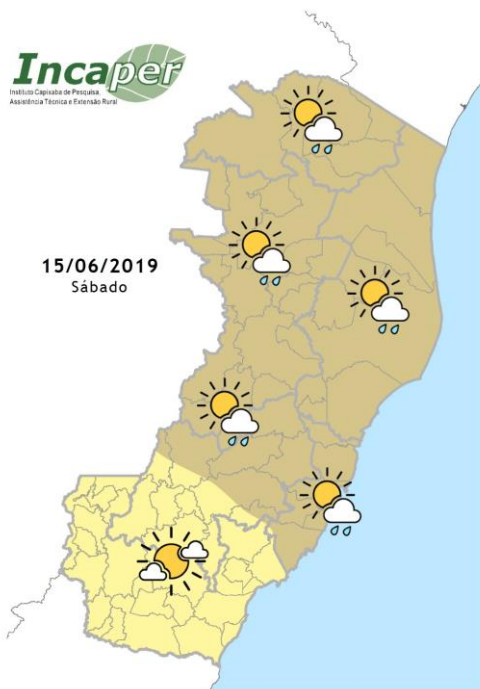 Incaper
Instituto Capixaba de Pesquisa,
Assistência Técnica e Extensão Rural
15/06/2019
Sábado